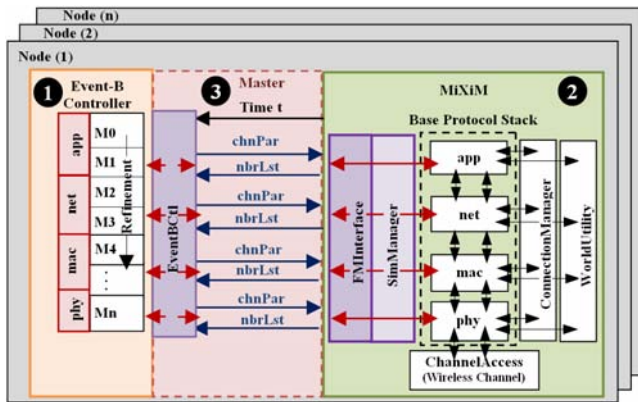 Node (n)
Node (2)
Node (1)
1
Event-B
Controller
app
net
mac
phy
M0
M1
M2
M3
M4
Mn
Refinement
3
Master
EventBCtl
Time t
chnPar
nbrLst
chnPar
nbrLst
chnPar
nbrLst
chnPar
nbrLst
MiXiM
2
Base Protocol Stack
FMInterface
SimManager
app
net
mac
phy
ConnectionManager
WorldUtility
ChannelAccess
(Wireless Channel)